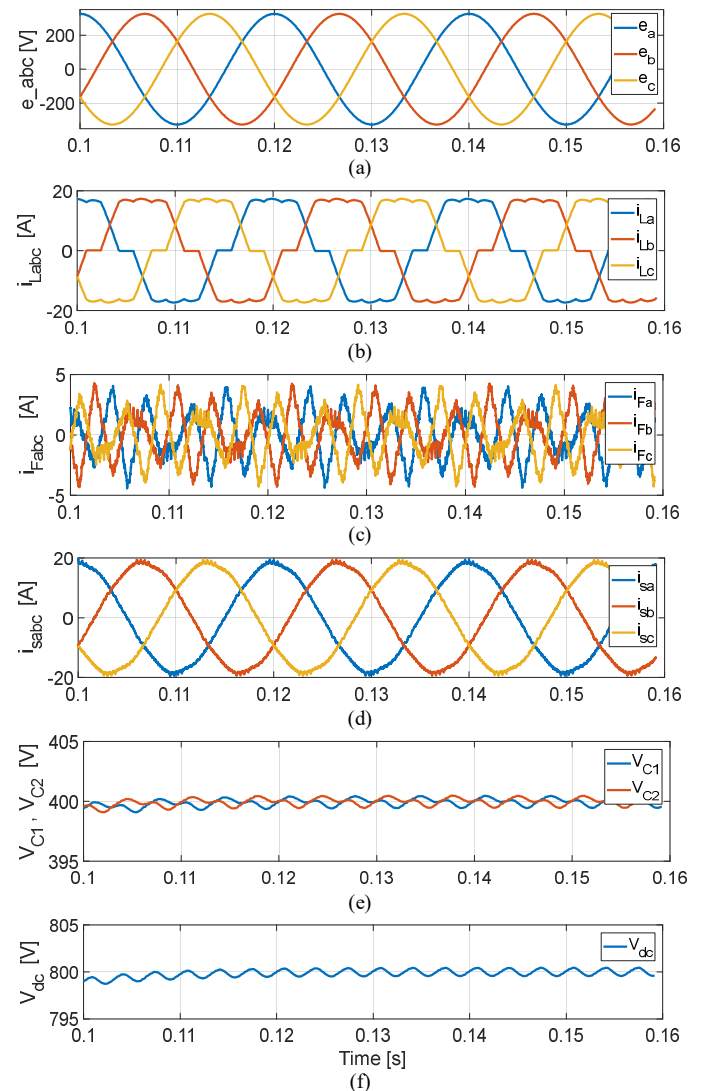 e_abc [V]
200
0
-200
e_a
e_b
e_c
0.1 0.11 0.12 0.13 0.14 0.15 0.16
(a)
i_Labc [A]
20
0
-20
i_La
i_Lb
i_Lc
0.1 0.11 0.12 0.13 0.14 0.15 0.16
(b)
i_Fabc [A]
5
0
-5
i_Fa
i_Fb
i_Fc
0.1 0.11 0.12 0.13 0.14 0.15 0.16
(c)
i_sabc [A]
20
0
-20
i_sa
i_sb
i_sc
0.1 0.11 0.12 0.13 0.14 0.15 0.16
(d)
V_C1 , V_C2 [V]
405
400
395
V_C1
V_C2
0.1 0.11 0.12 0.13 0.14 0.15 0.16
(e)
V_dc [V]
805
800
795
V_dc
0.1 0.11 0.12 0.13 0.14 0.15 0.16
Time [s]
(f)